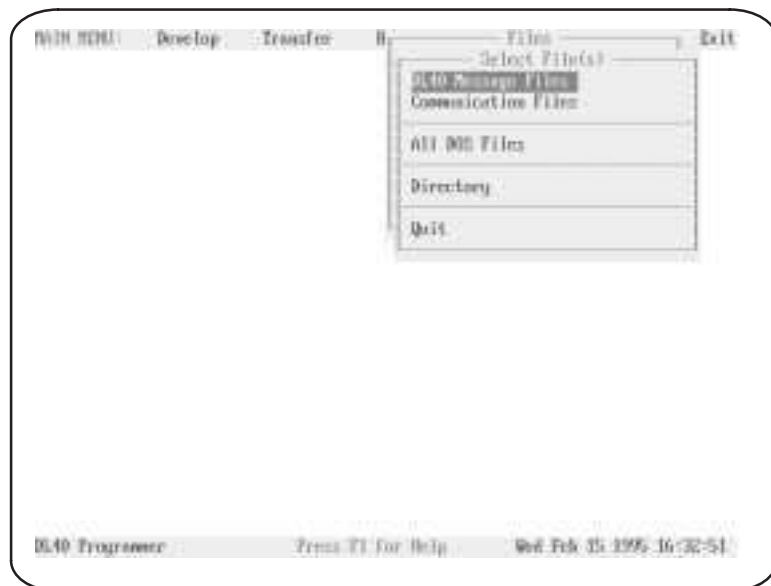 MAIN MENU: Develop Transfer Files Exit
Select File(s)
DL40 Message Files
Communication Files
All DOS Files
Directory
Quit
DL40 Programmer Press F1 for Help Wed Feb 15 1995 16:32:51